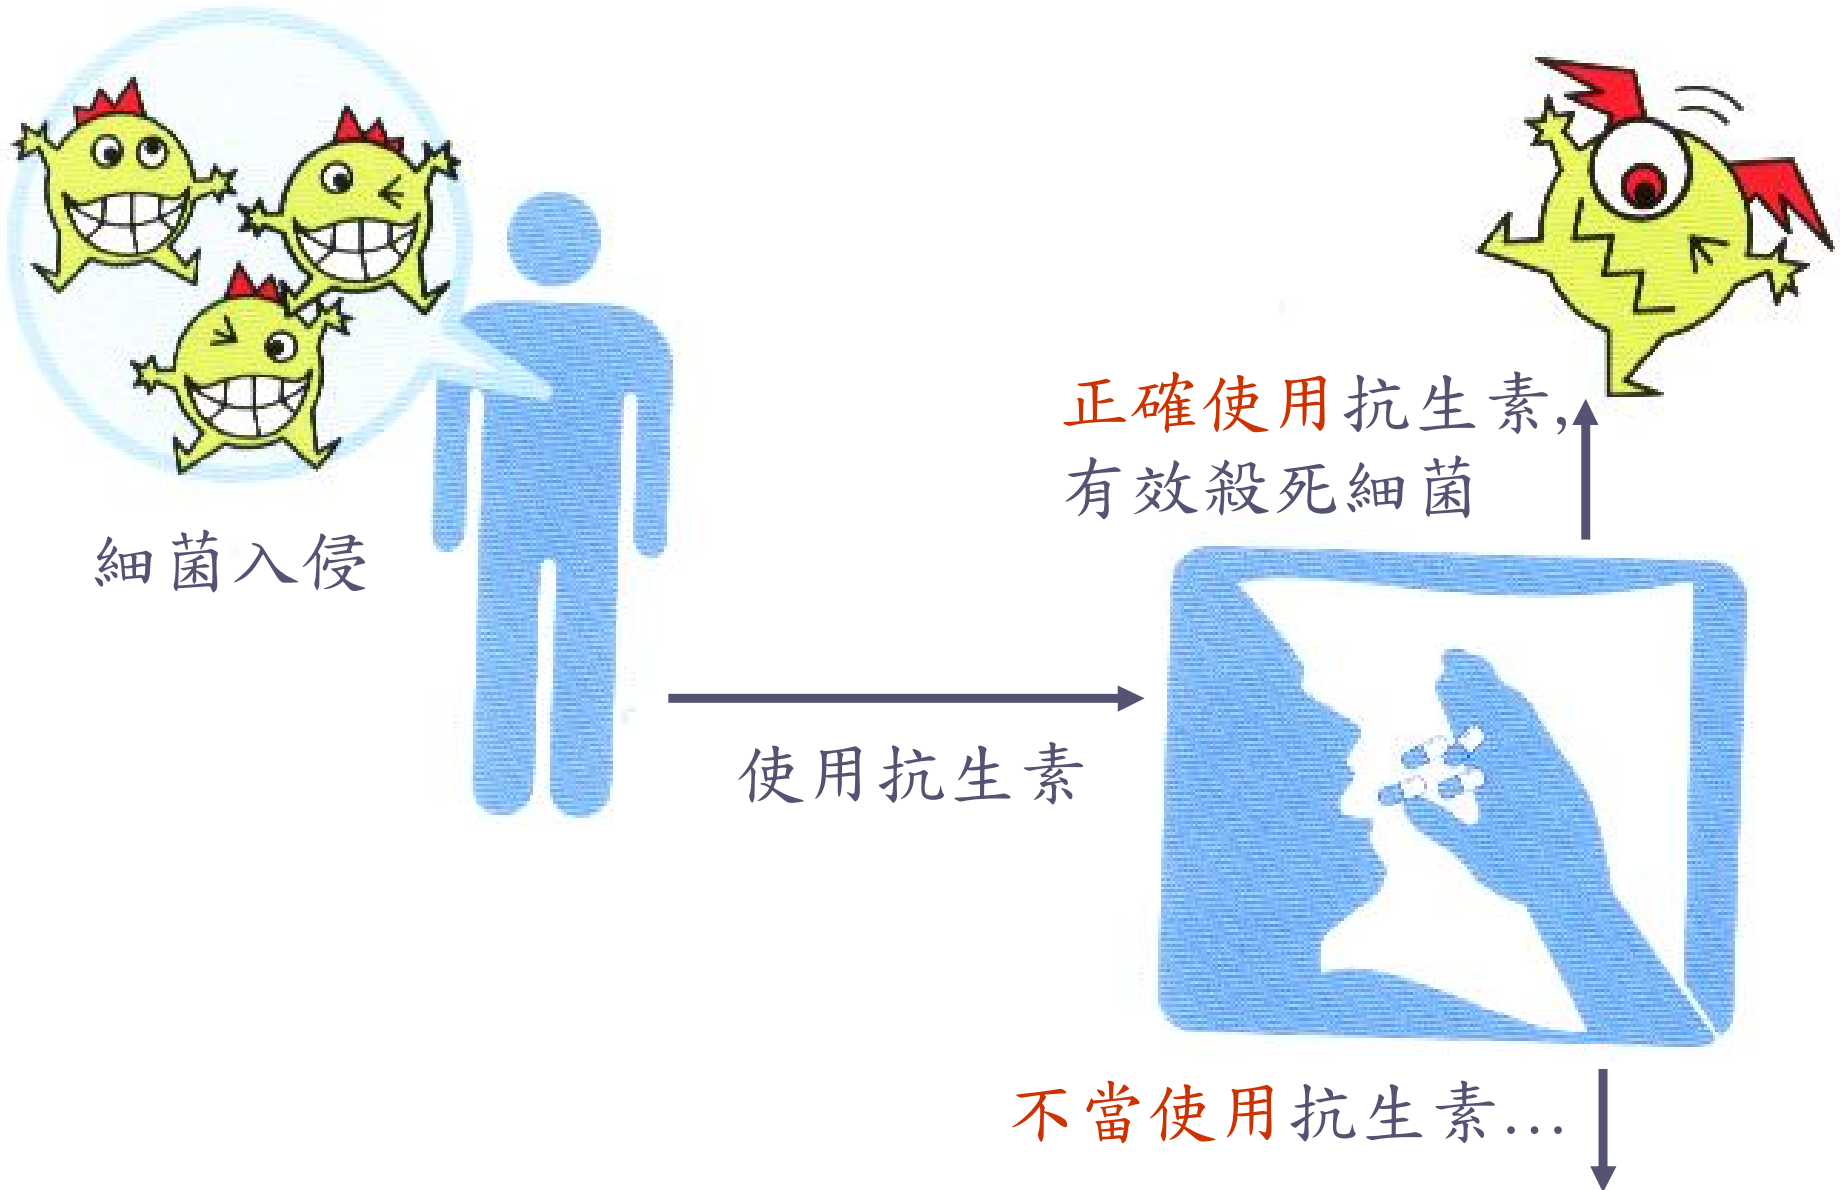 細菌入侵
使用抗生素
正確使用抗生素,
有效殺死細菌
不當使用抗生素…